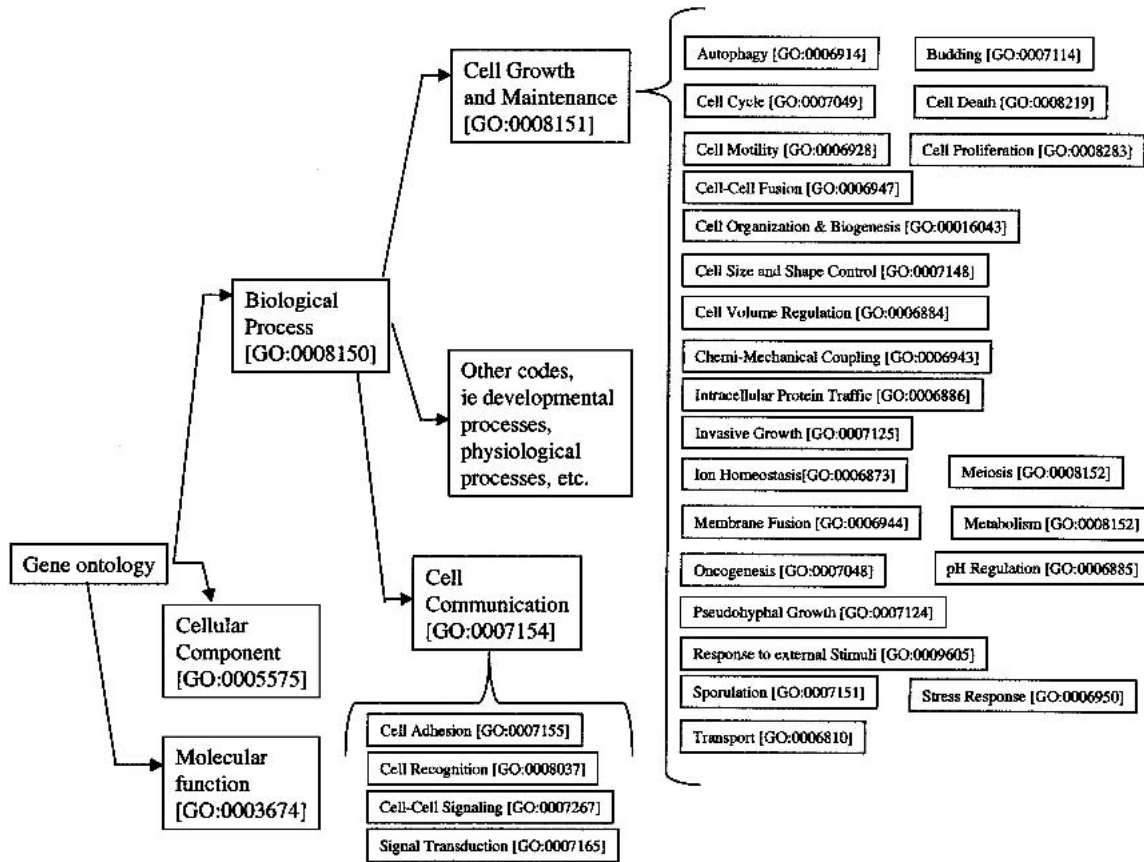 Cell Growth
and Maintenance
[GO:0008151]
Autophagy [GO:0006914]
Budding [GO:0007114]
Cell Cycle [GO:0007049]
Cell Death [GO:0008219]
Cell Motility [GO:0006928]
Cell Proliferation [GO:0008283]
Cell-Cell Fusion [GO:0006947]
Cell Organization & Biogenesis [GO:00016043]
Cell Size and Shape Control [GO:0007148]
Cell Volume Regulation [GO:0006884]
Chemi-Mechanical Coupling [GO:0006943]
Intracellular Protein Traffic [GO:0006886]
Invasive Growth [GO:0007125]
Ion Homeostasis[GO:0006873]
Meiosis [GO:0008152]
Membrane Fusion [GO:0006944]
Metabolism [GO:0008152]
Oncogenesis [GO:0007048]
pH Regulation [GO:0006885]
Pseudohyphal Growth [GO:0007124]
Response to external Stimuli [GO:0009605]
Sporulation [GO:0007151]
Stress Response [GO:0006950]
Transport [GO:0006810]
Biological
Process
[GO:0008150]
Other codes,
ie developmental
processes,
physiological
processes, etc.
Gene ontology
Cell
Communication
[GO:0007154]
Cellular
Component
[GO:0005575]
Molecular
function
[GO:0003674]
Cell Adhesion [GO:0007155]
Cell Recognition [GO:0008037]
Cell-Cell Signaling [GO:0007267]
Signal Transduction [GO:0007165]